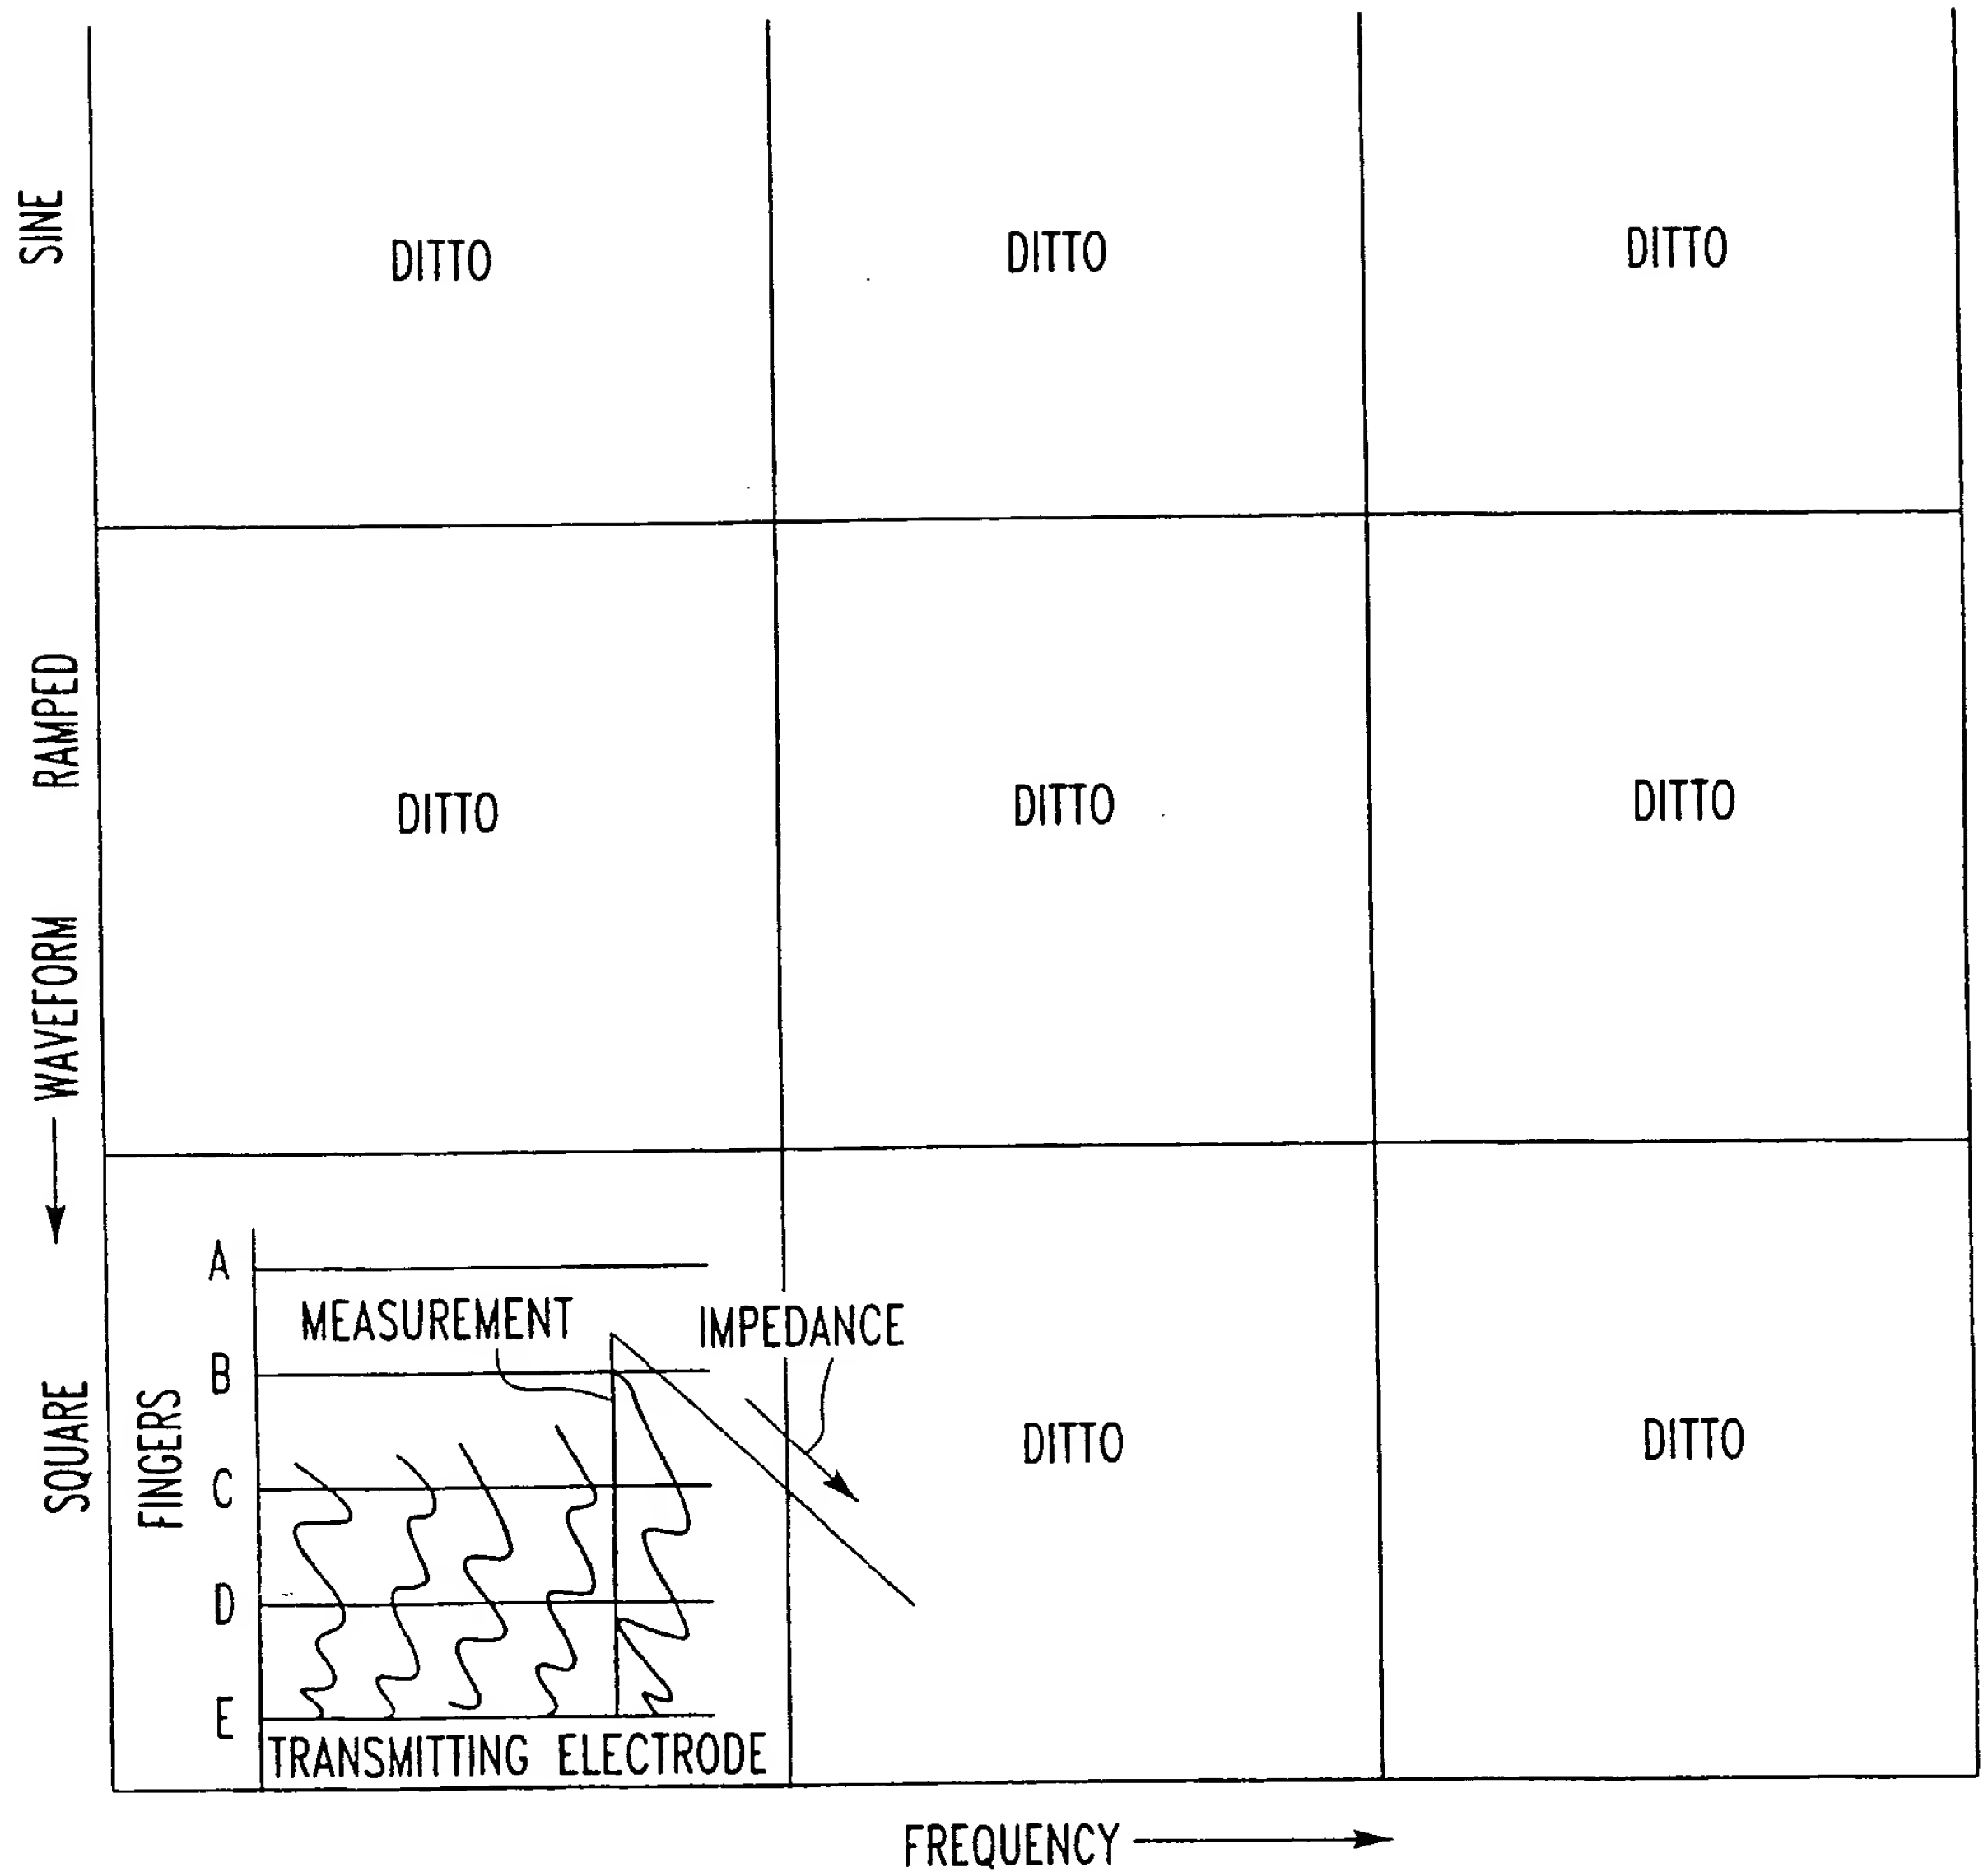 SINE
DITTO DITTO DITTO
RAMPED
DITTO DITTO DITTO
WAVEFORM
SQUARE
FINGERS
A
MEASUREMENT
IMPEDANCE
B
C
D
E
DITTO DITTO
TRANSMITTING ELECTRODE
FREQUENCY